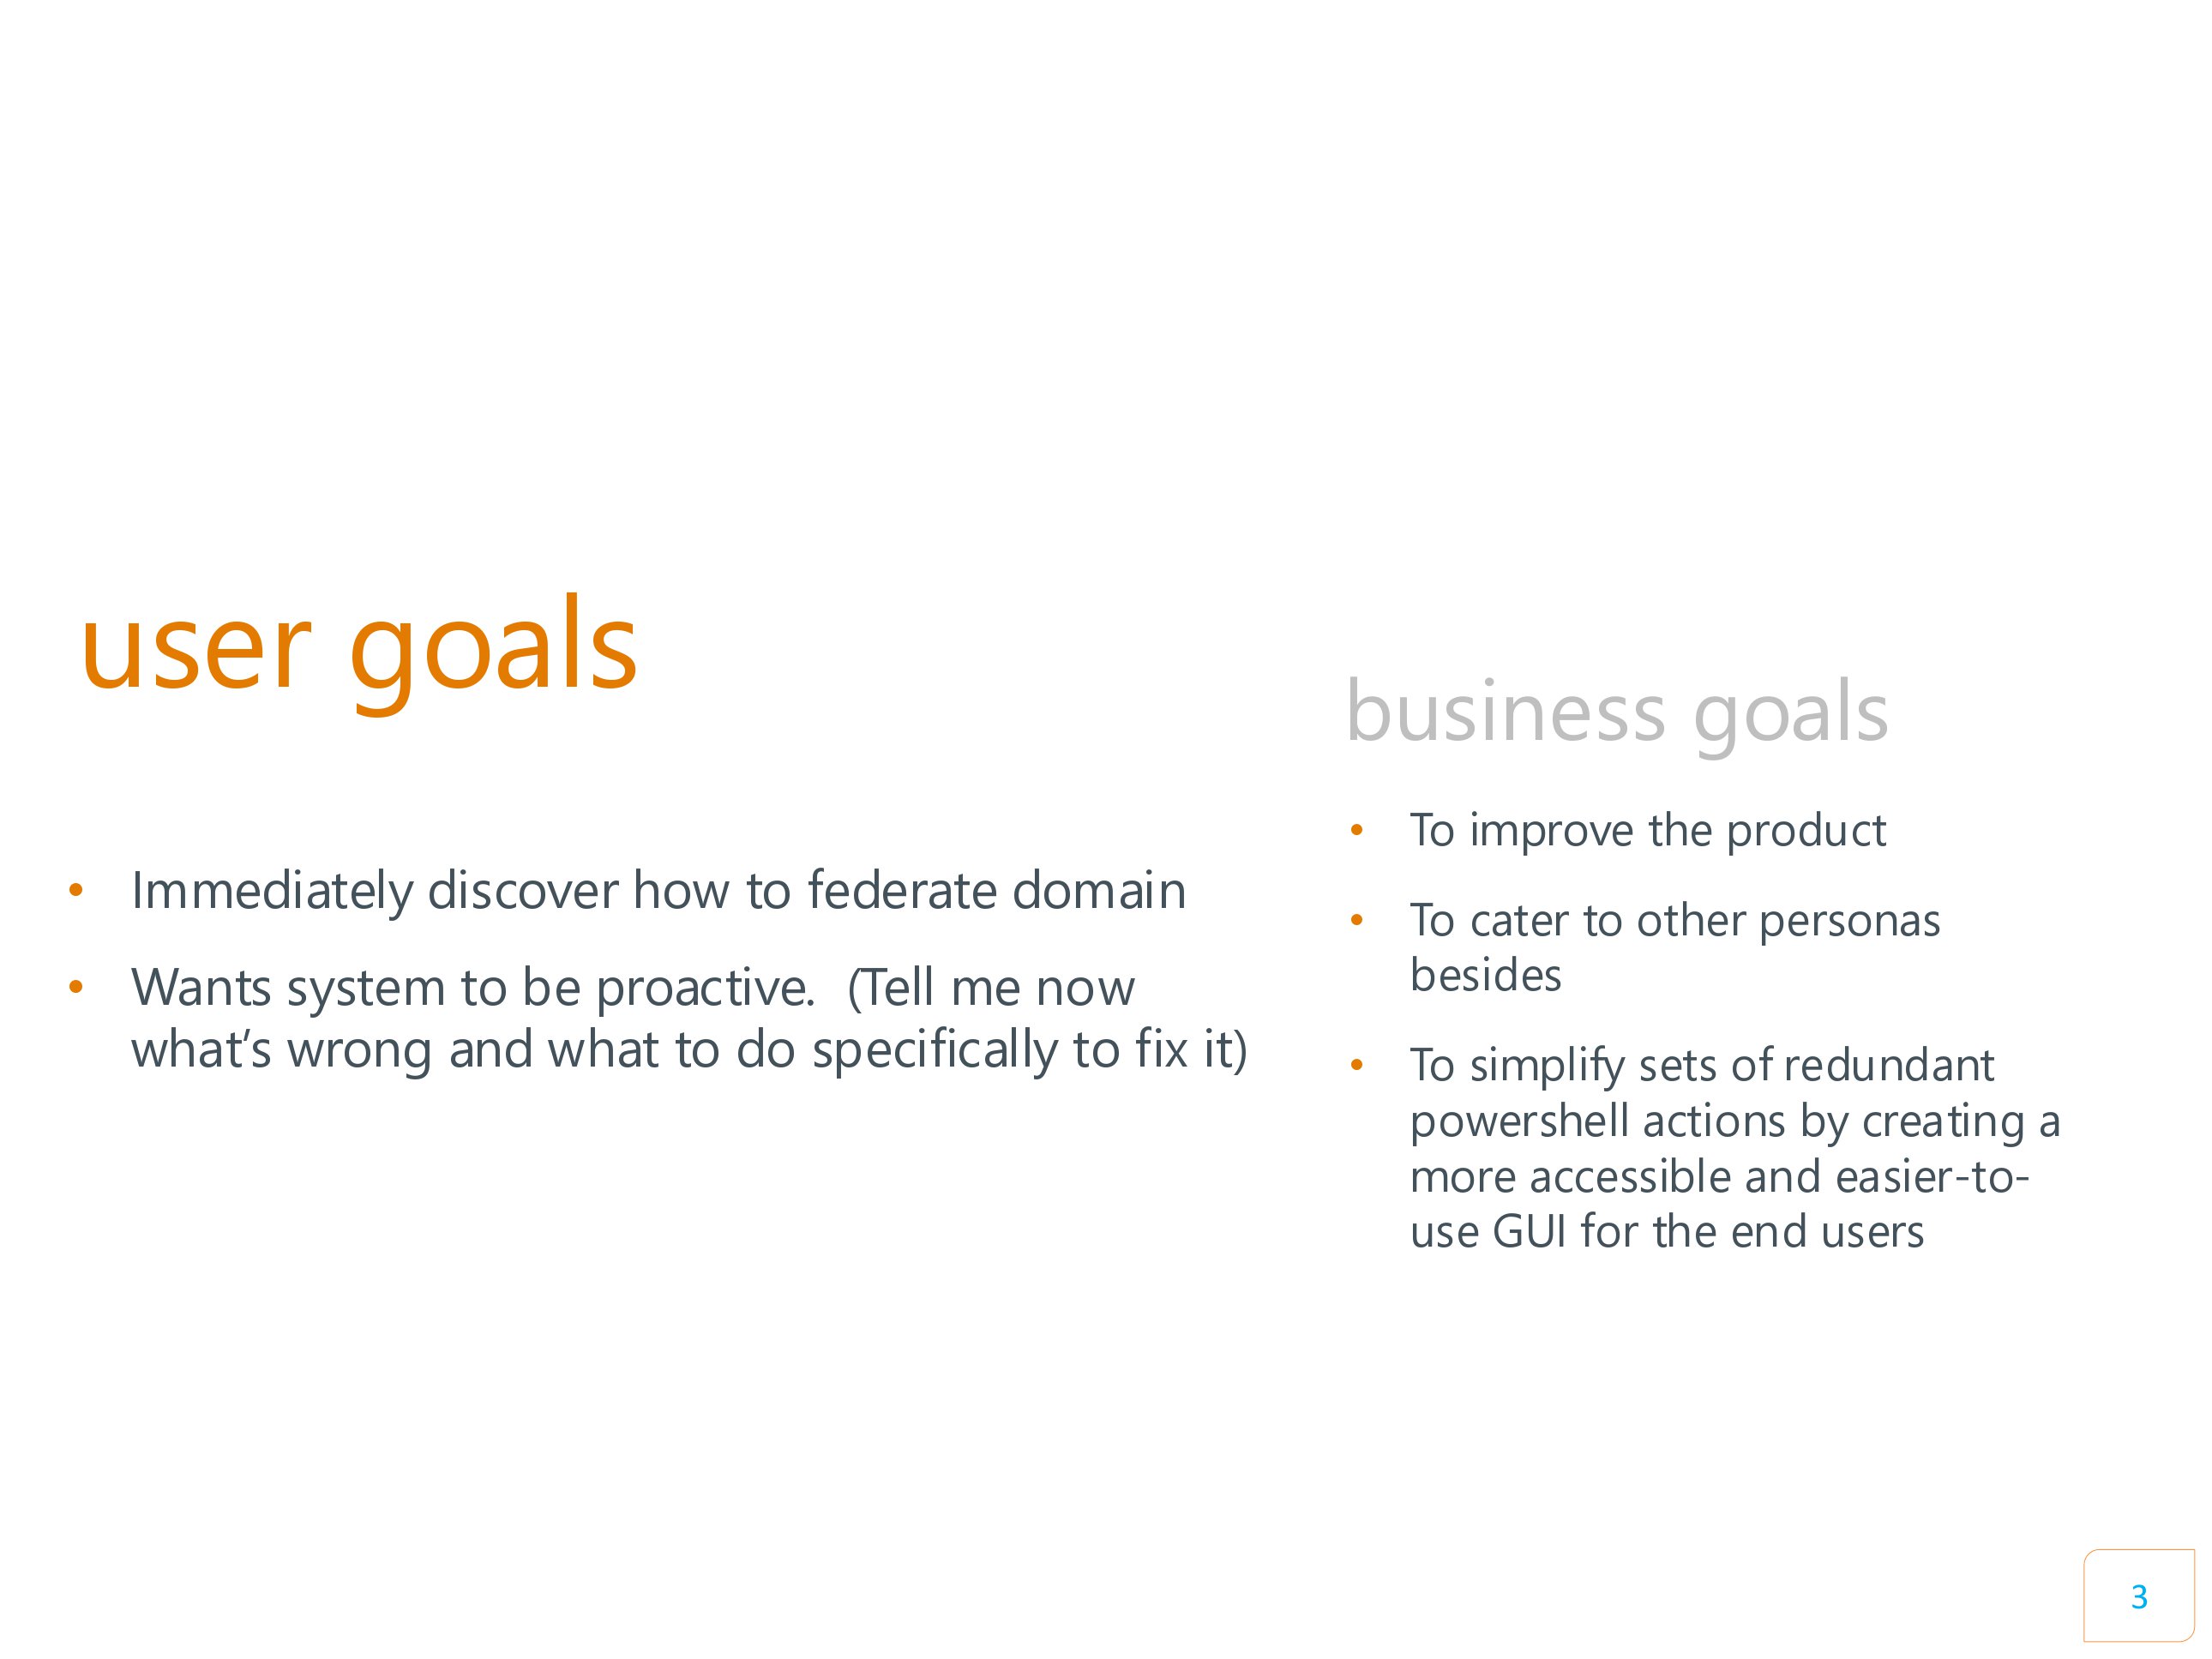 user goals
• Immediately discover how to federate domain
• Wants system to be proactive.  (Tell me now
what’s wrong and what to do specifically to fix it)
business goals
• To improve the product
• To cater to other personas
besides
• To simplify sets of redundant
powershell actions by creating a
more accessible and easier-to-
use GUI for the end users
3